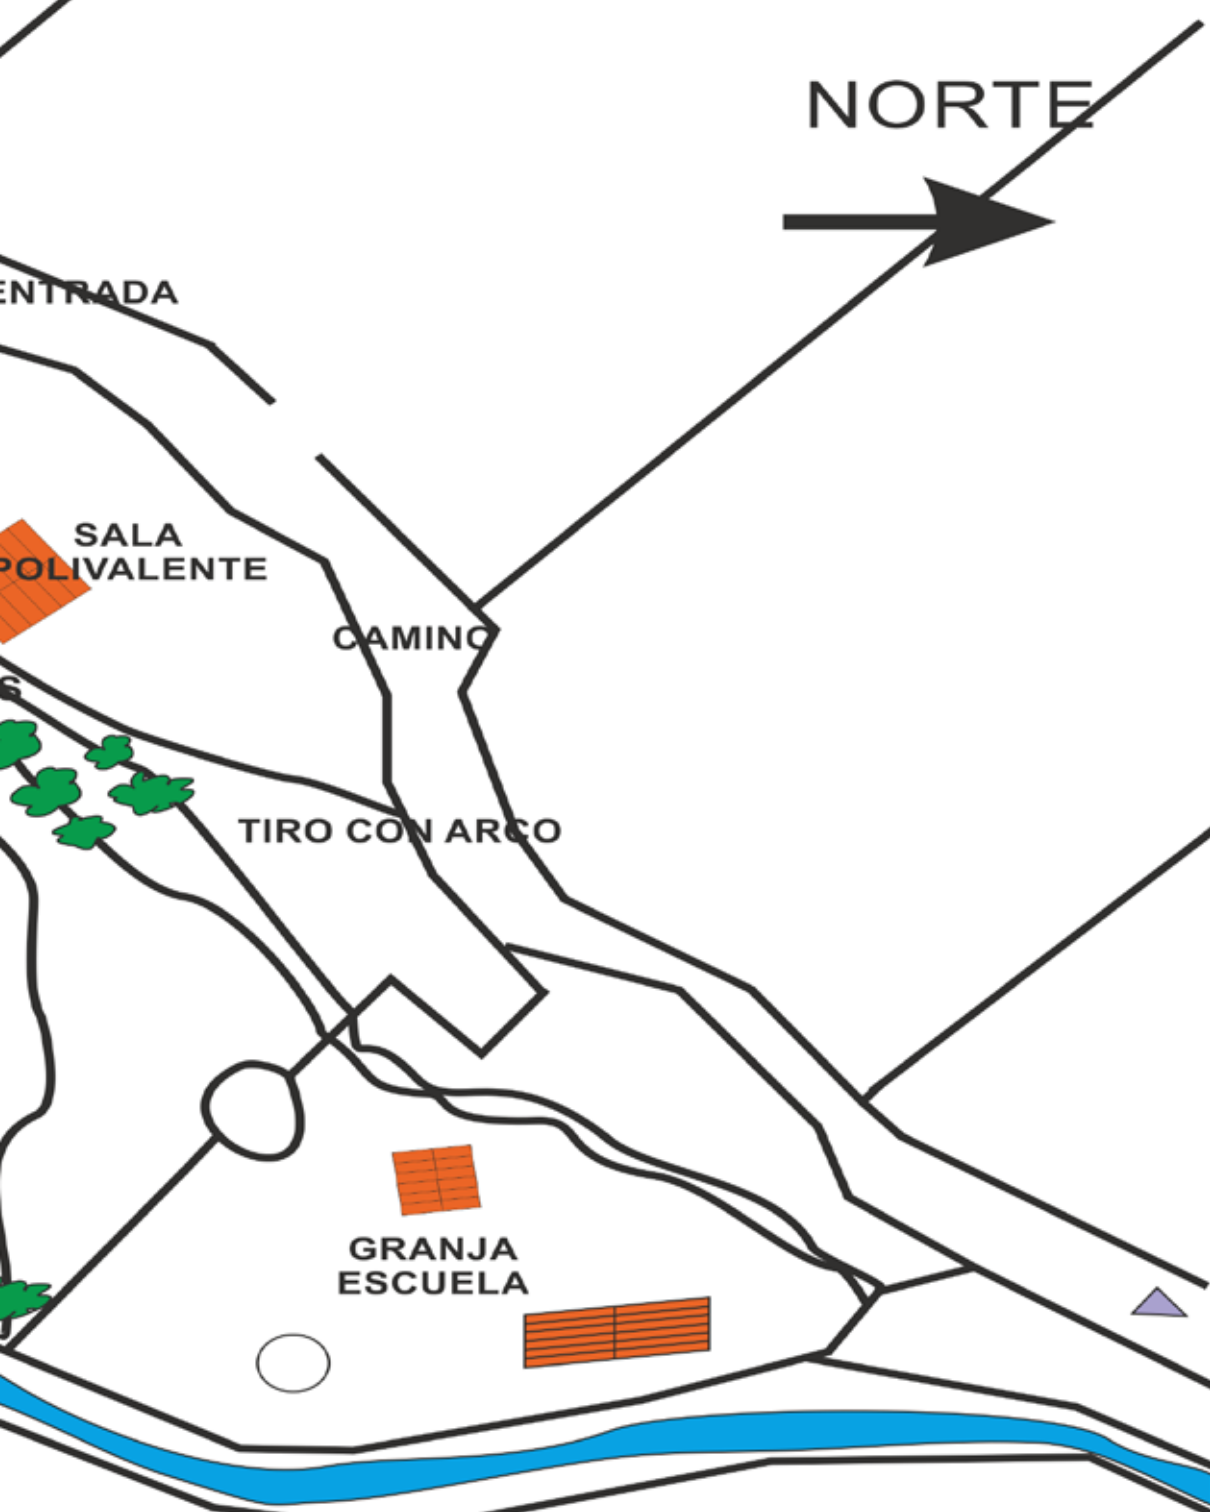 NORTE
ENTRADA
SALA
POLIVALENTE
CAMINO
S
TIRO CON ARCO
GRANJA
ESCUELA